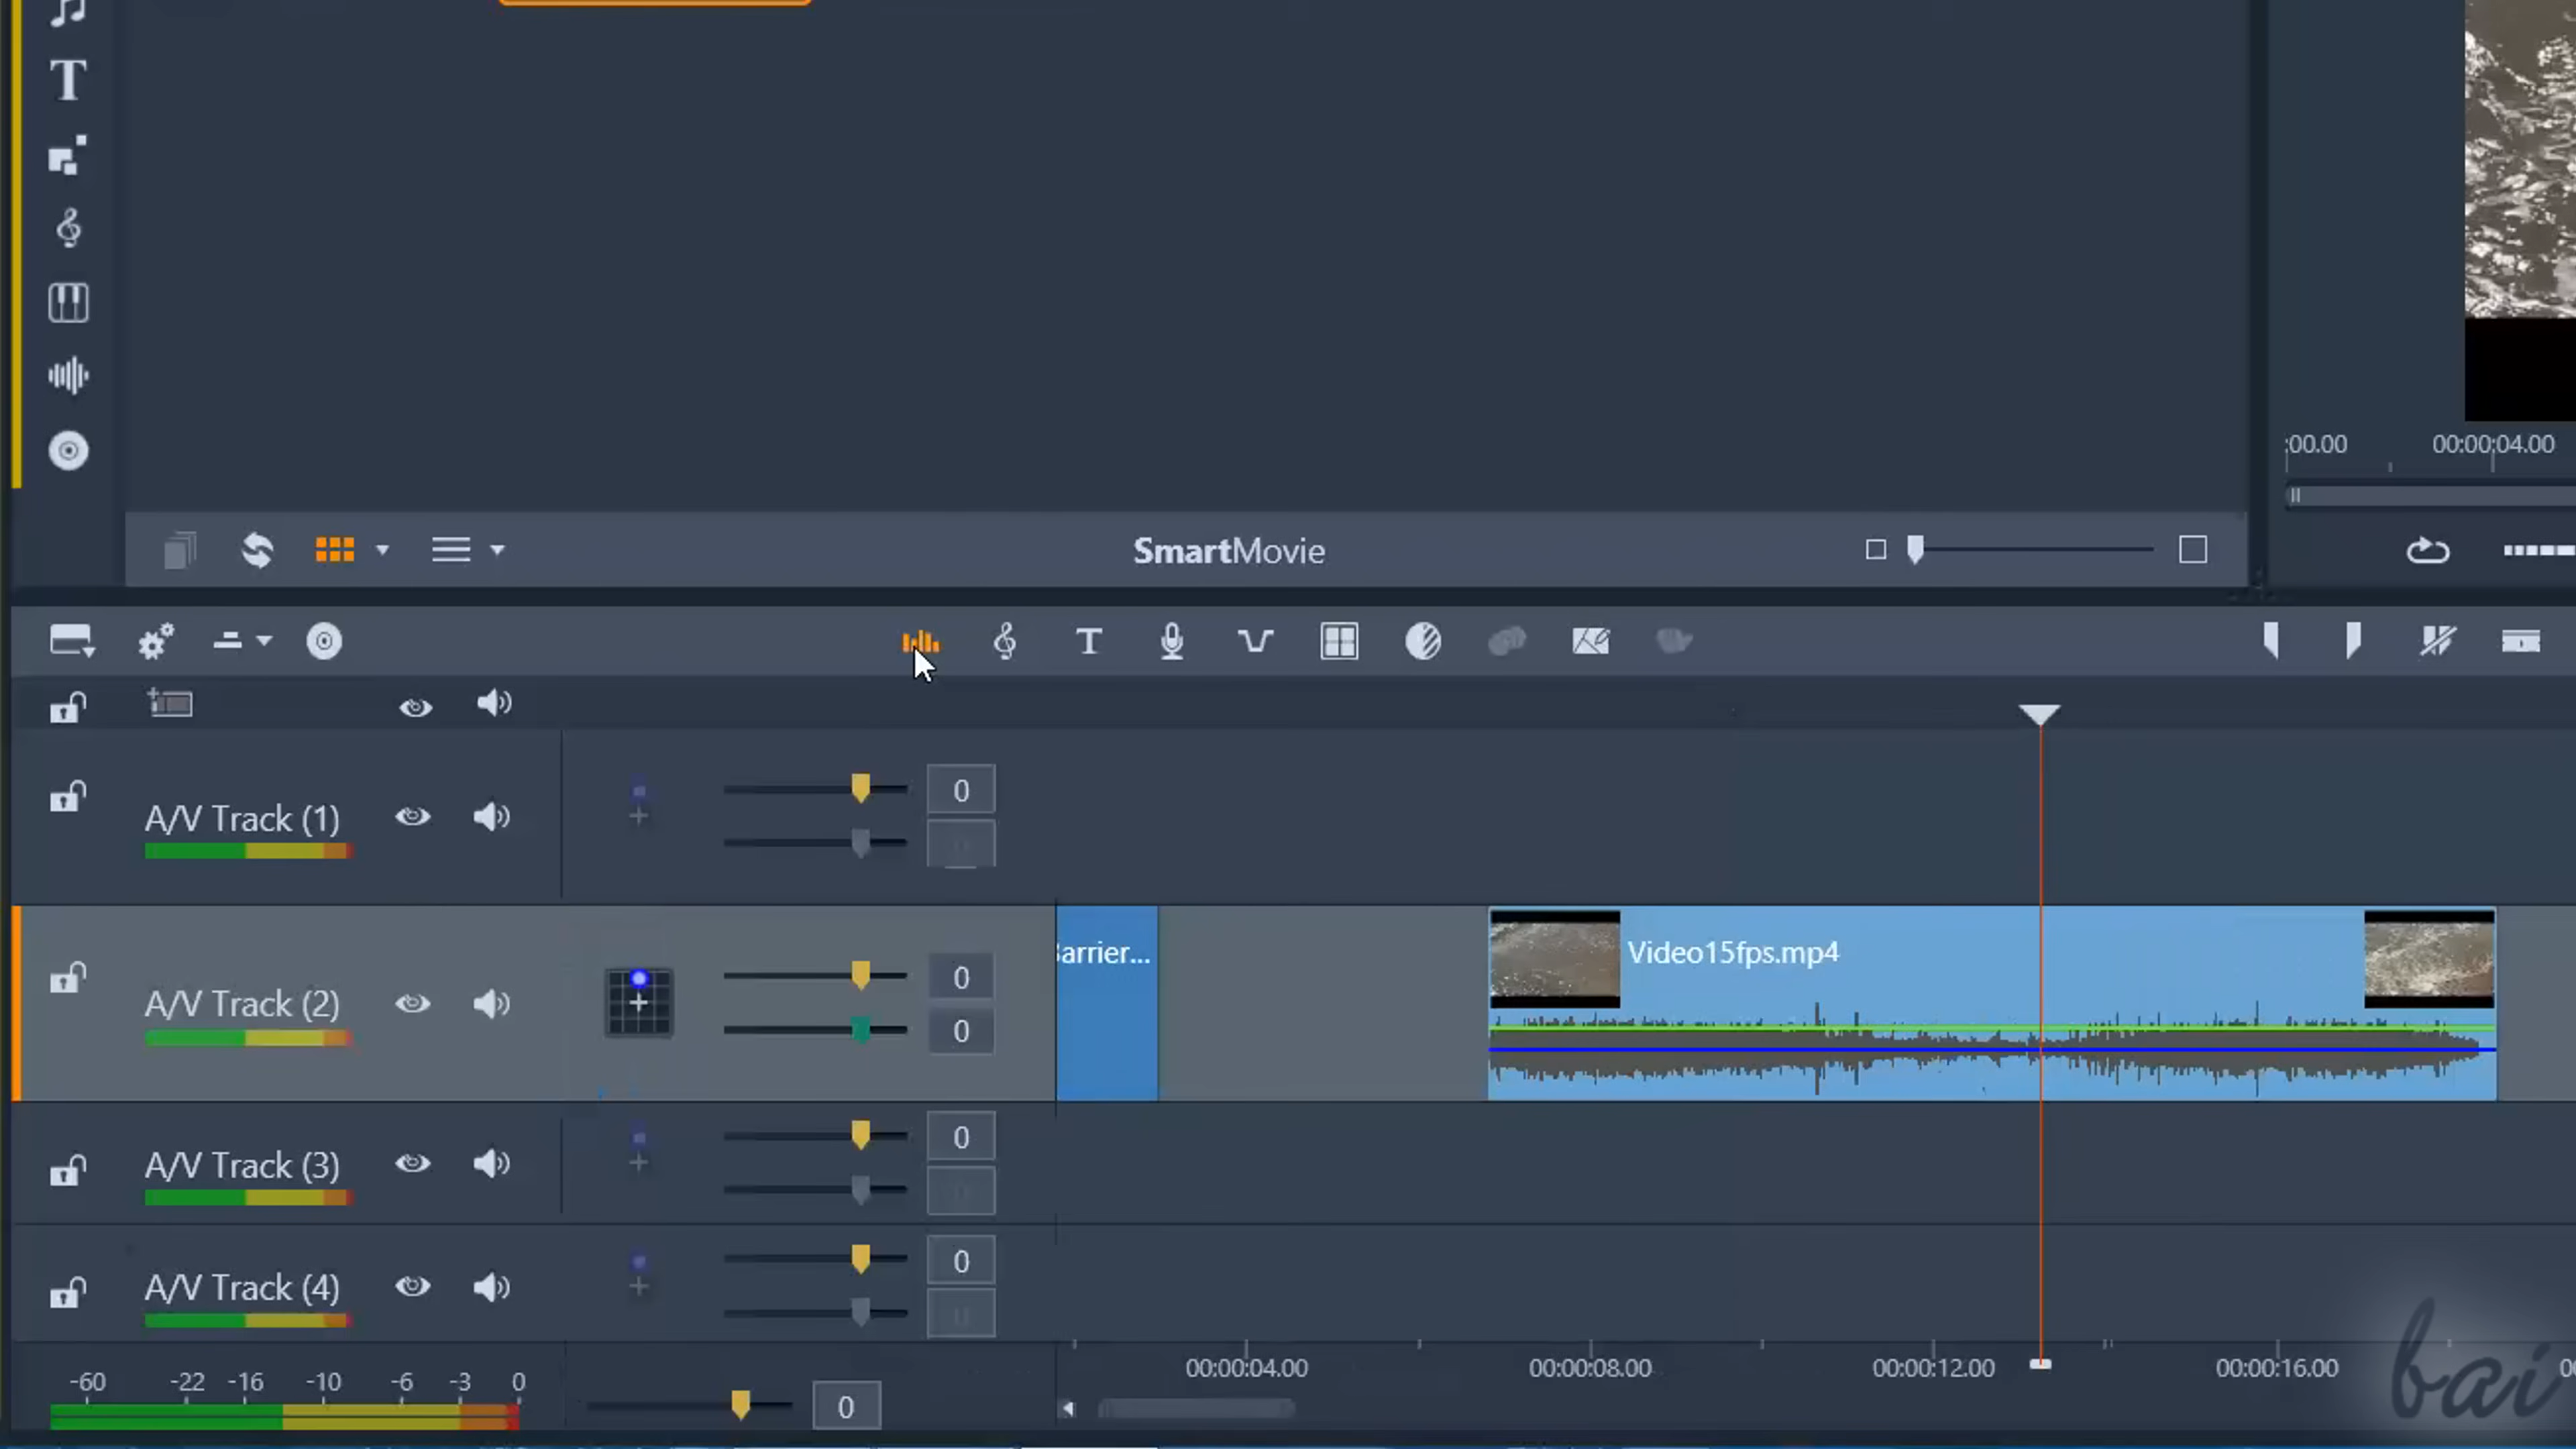 :00.00 00:00:04.00
SmartMovie
A/V Track (1) 0
A/V Track (2) 0
0
arrier... Video15fps.mp4
A/V Track (3) 0
A/V Track (4) 0
00:00:04.00 00:00:08.00 00:00:12.00 00:00:16.00
-60 -22 -16 -10 -6 -3 0
0
bai